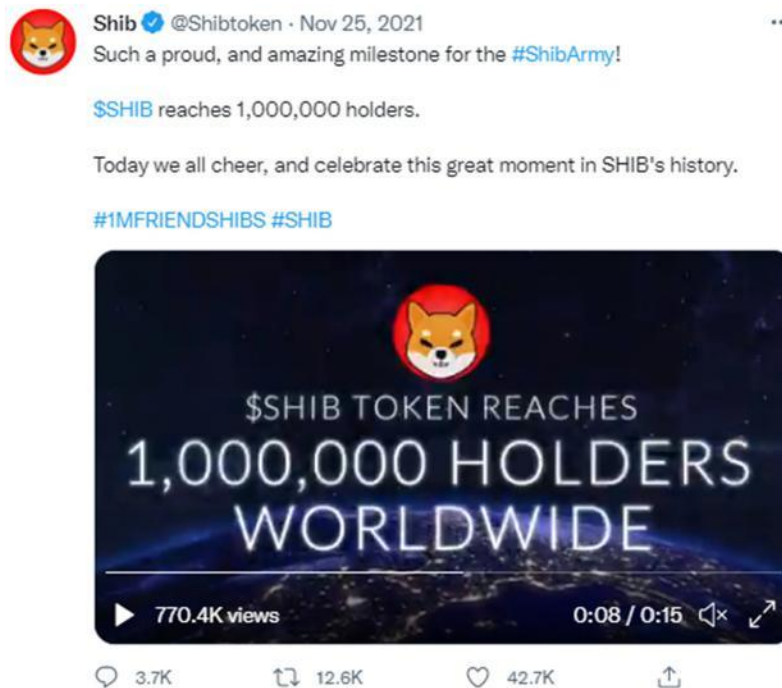 Shib @Shibtoken · Nov 25, 2021
Such a proud, and amazing milestone for the #ShibArmy!
$SHIB reaches 1,000,000 holders.
Today we all cheer, and celebrate this great moment in SHIB's history.
#1MFRIENDSHIBS #SHIB
$SHIB TOKEN REACHES
1,000,000 HOLDERS
WORLDWIDE
770.4K views 0:08 / 0:15
3.7K 12.6K 42.7K